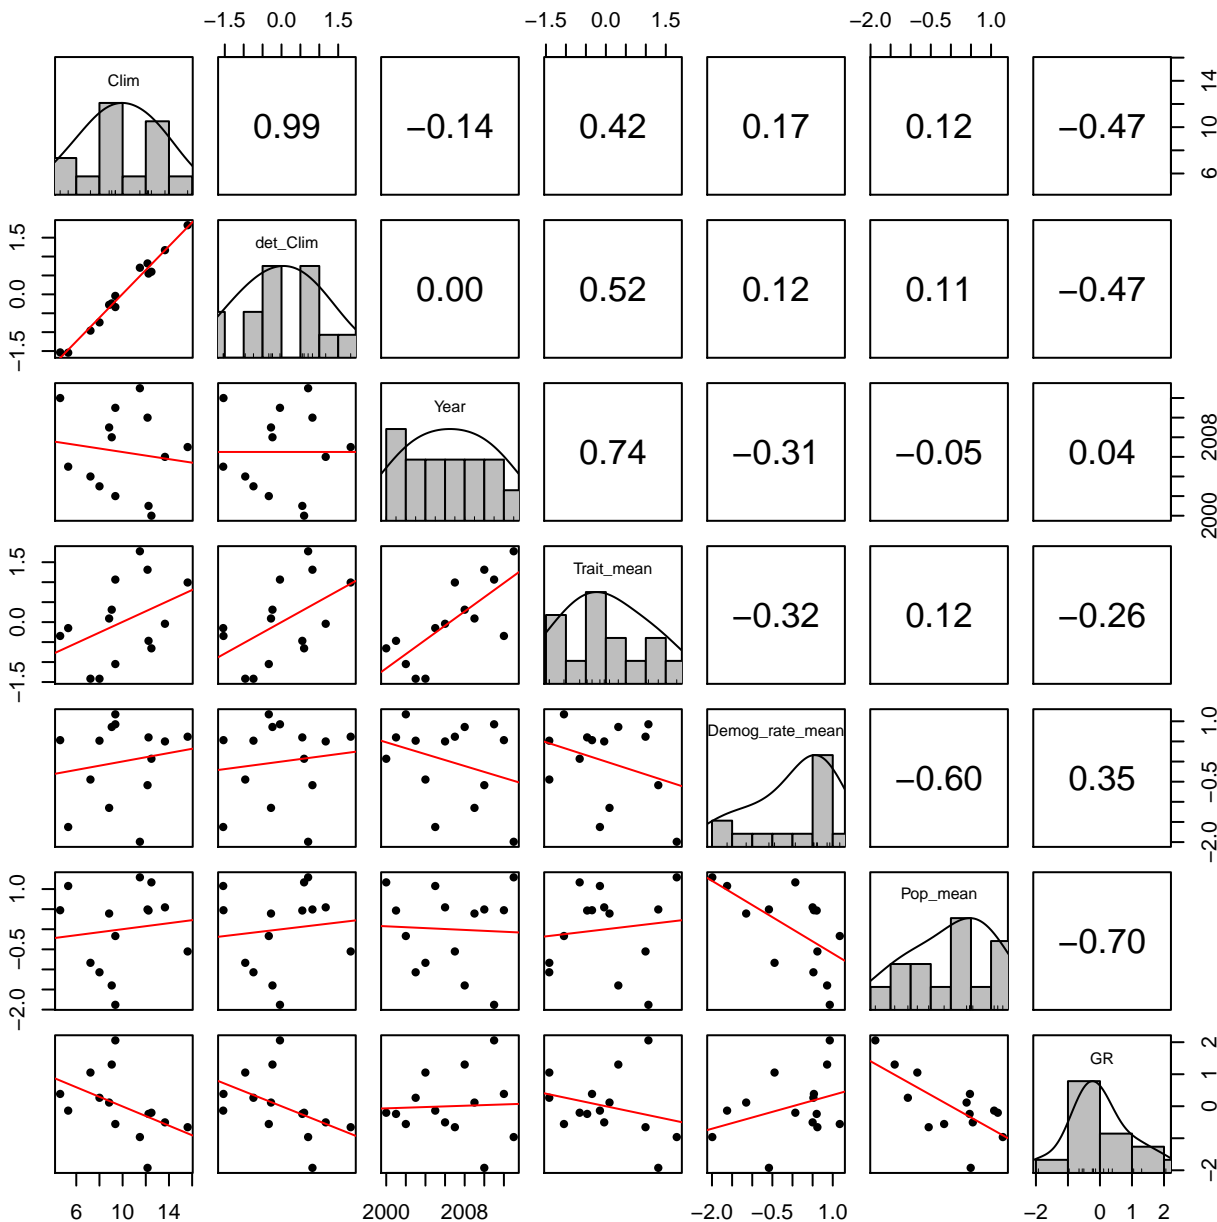 −1.5 0.0 1.5 −1.5 0.0 1.5 −2.0 −0.5 1.0
Clim 0.99 −0.14 0.42 0.17 0.12 −0.47 6 10 14
−1.5 0.0 1.5 det_Clim 0.00 0.52 0.12 0.11 −0.47
Year 0.74 −0.31 −0.05 0.04 2000 2008
−1.5 0.0 1.5 Trait_mean −0.32 0.12 −0.26
Demog_rate_mean −0.60 0.35 −2.0 −0.5 1.0
−2.0 −0.5 1.0 Pop_mean −0.70
GR −2 −1 0 1 2
6 10 14 2000 2008 −2.0 −0.5 1.0 −2 0 1 2